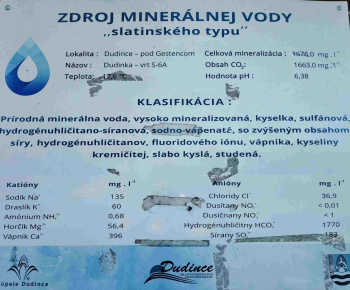 ZDROJ MINERÁLNEJ VODY
,,slatinského typu''
Lokalita : Dudince – pod Gestencom
Názov : Dudinka – vrt S-6A
Teplota:
Celková mineralizácia : mg . l⁻¹
Obsah CO₂: 1663,0 mg . l⁻¹
Hodnota pH : 6,38
KLASIFIKÁCIA :
Prírodná minerálna voda, vysoko mineralizovaná, kyselka, sulfánová,
hydrogénuhličitano-síranová, sodno-vápenatá, so zvýšeným obsahom
síry, hydrogénuhličitanov, fluoridového iónu, vápnika, kyseliny
kremičitej, slabo kyslá, studená.
Katióny mg . l⁻¹
Sodík Na⁺ 135
Draslík K⁺ 60
Amónium NH₄⁺ 0,68
Horčík Mg²⁺ 56,4
Vápnik Ca²⁺ 396
Anióny mg . l⁻¹
Chloridy Cl⁻ 36,9
Dusitany NO₂⁻ < 0,01
Dusičnany NO₃⁻ < 1
Hydrogénuhličitany HCO₃⁻ 1770
Sírany SO₄²⁻
kúpele Dudince
Dudince